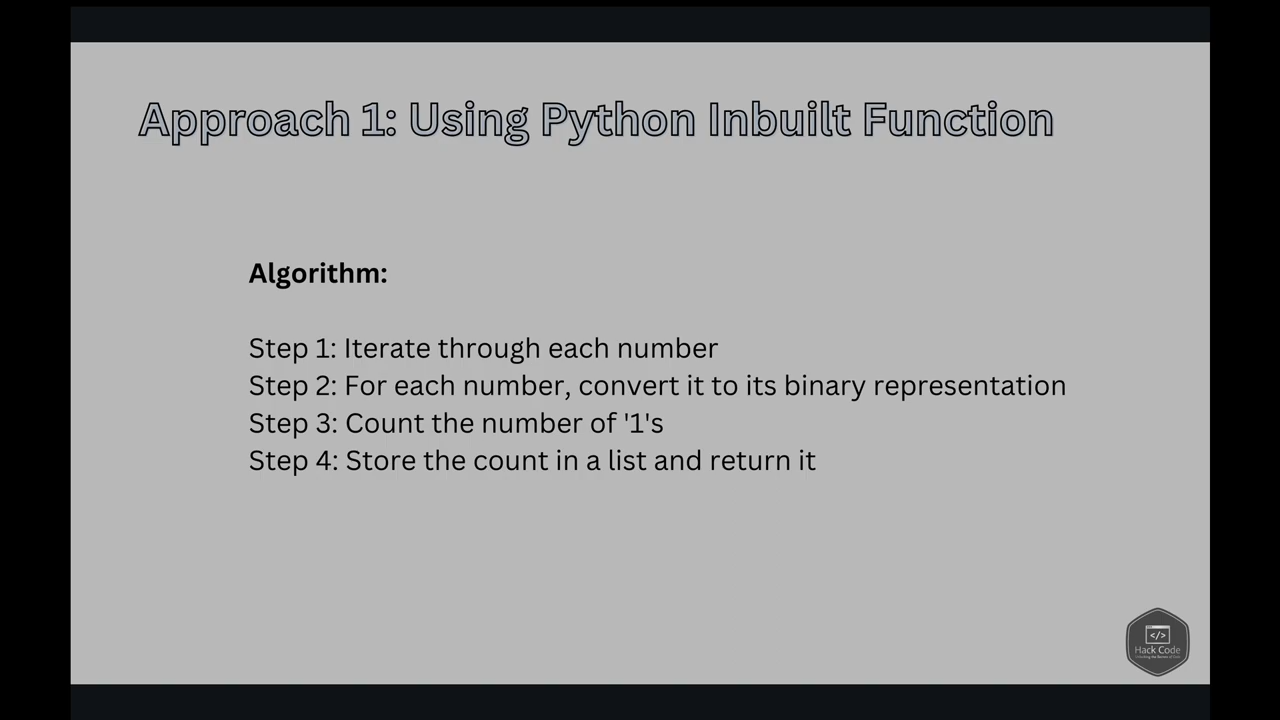 Approach 1: Using Python Inbuilt Function
Algorithm:
Step 1: Iterate through each number
Step 2: For each number, convert it to its binary representation
Step 3: Count the number of '1's
Step 4: Store the count in a list and return it
</>
Hack Code